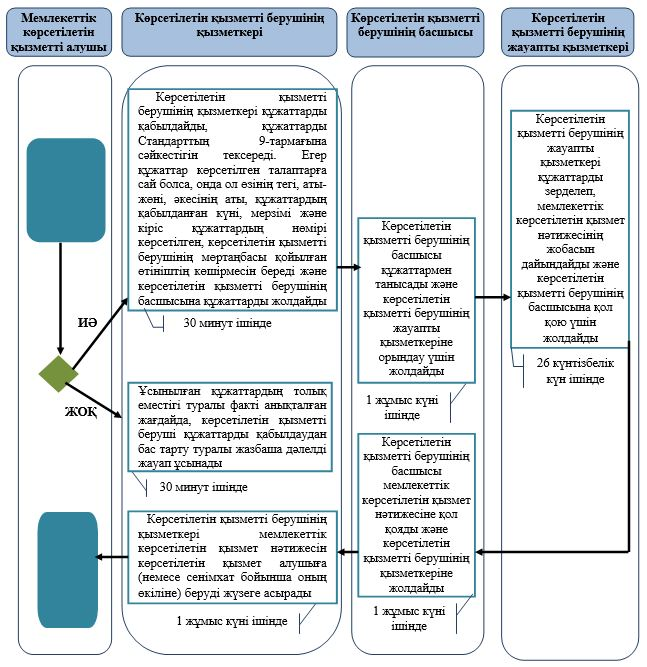 Мемлекеттік
көрсетілетін
қызметті алушы
Көрсетілетін қызметті берушінің
қызметкері
Көрсетілетін қызметті
берушінің басшысы
Көрсетілетін
қызметті берушінің
жауапты қызметкері
Көрсетілетін қызметті
берушінің қызметкері құжаттарды
қабылдайды, құжаттарды
Стандарттың 9-тармағына
сәйкестігін тексереді. Егер
құжаттар көрсетілген талаптарға
сай болса, онда ол өзінің тегі, аты-
жөні, әкесінің аты, құжаттардың
қабылданған күні, мерзімі және
кіріс құжаттардың нөмірі
көрсетілген, көрсетілетін қызметті
берушінің мөртаңбасы қойылған
өтініштің көшірмесін береді және
көрсетілетін қызметті берушінің
басшысына құжаттарды жолдайды
30 минут ішінде
ИӘ
ЖОҚ
Ұсынылған құжаттардың толық
еместігі туралы факті анықталған
жағдайда, көрсетілетін қызметті
беруші құжаттарды қабылдаудан
бас тарту туралы жазбаша дәлелді
жауап ұсынады
30 минут ішінде
Көрсетілетін
қызметті берушінің
басшысы
құжаттармен
танысады және
көрсетілетін
қызметті берушінің
жауапты
қызметкеріне
орындау үшін
жолдайды
1 жұмыс күні
ішінде
Көрсетілетін
қызметті берушінің
жауапты
қызметкері
құжаттарды
зерделеп,
мемлекеттік
көрсетілетін қызмет
нәтижесінің
жобасын
дайындайды және
көрсетілетін
қызметті берушінің
басшысына қол
қою үшін
жолдайды
26 күнтізбелік
күн ішінде
Көрсетілетін
қызметті берушінің
басшысы
мемлекеттік
көрсетілетін қызмет
нәтижесіне қол
қояды және
көрсетілетін
қызметті берушінің
қызметкеріне
жолдайды
1 жұмыс күні
ішінде
Көрсетілетін қызметті берушінің
қызметкері мемлекеттік
көрсетілетін қызмет нәтижесін
көрсетілетін қызмет алушыға
(немесе сенімхат бойынша оның
өкіліне) беруді жүзеге асырады
1 жұмыс күні ішінде